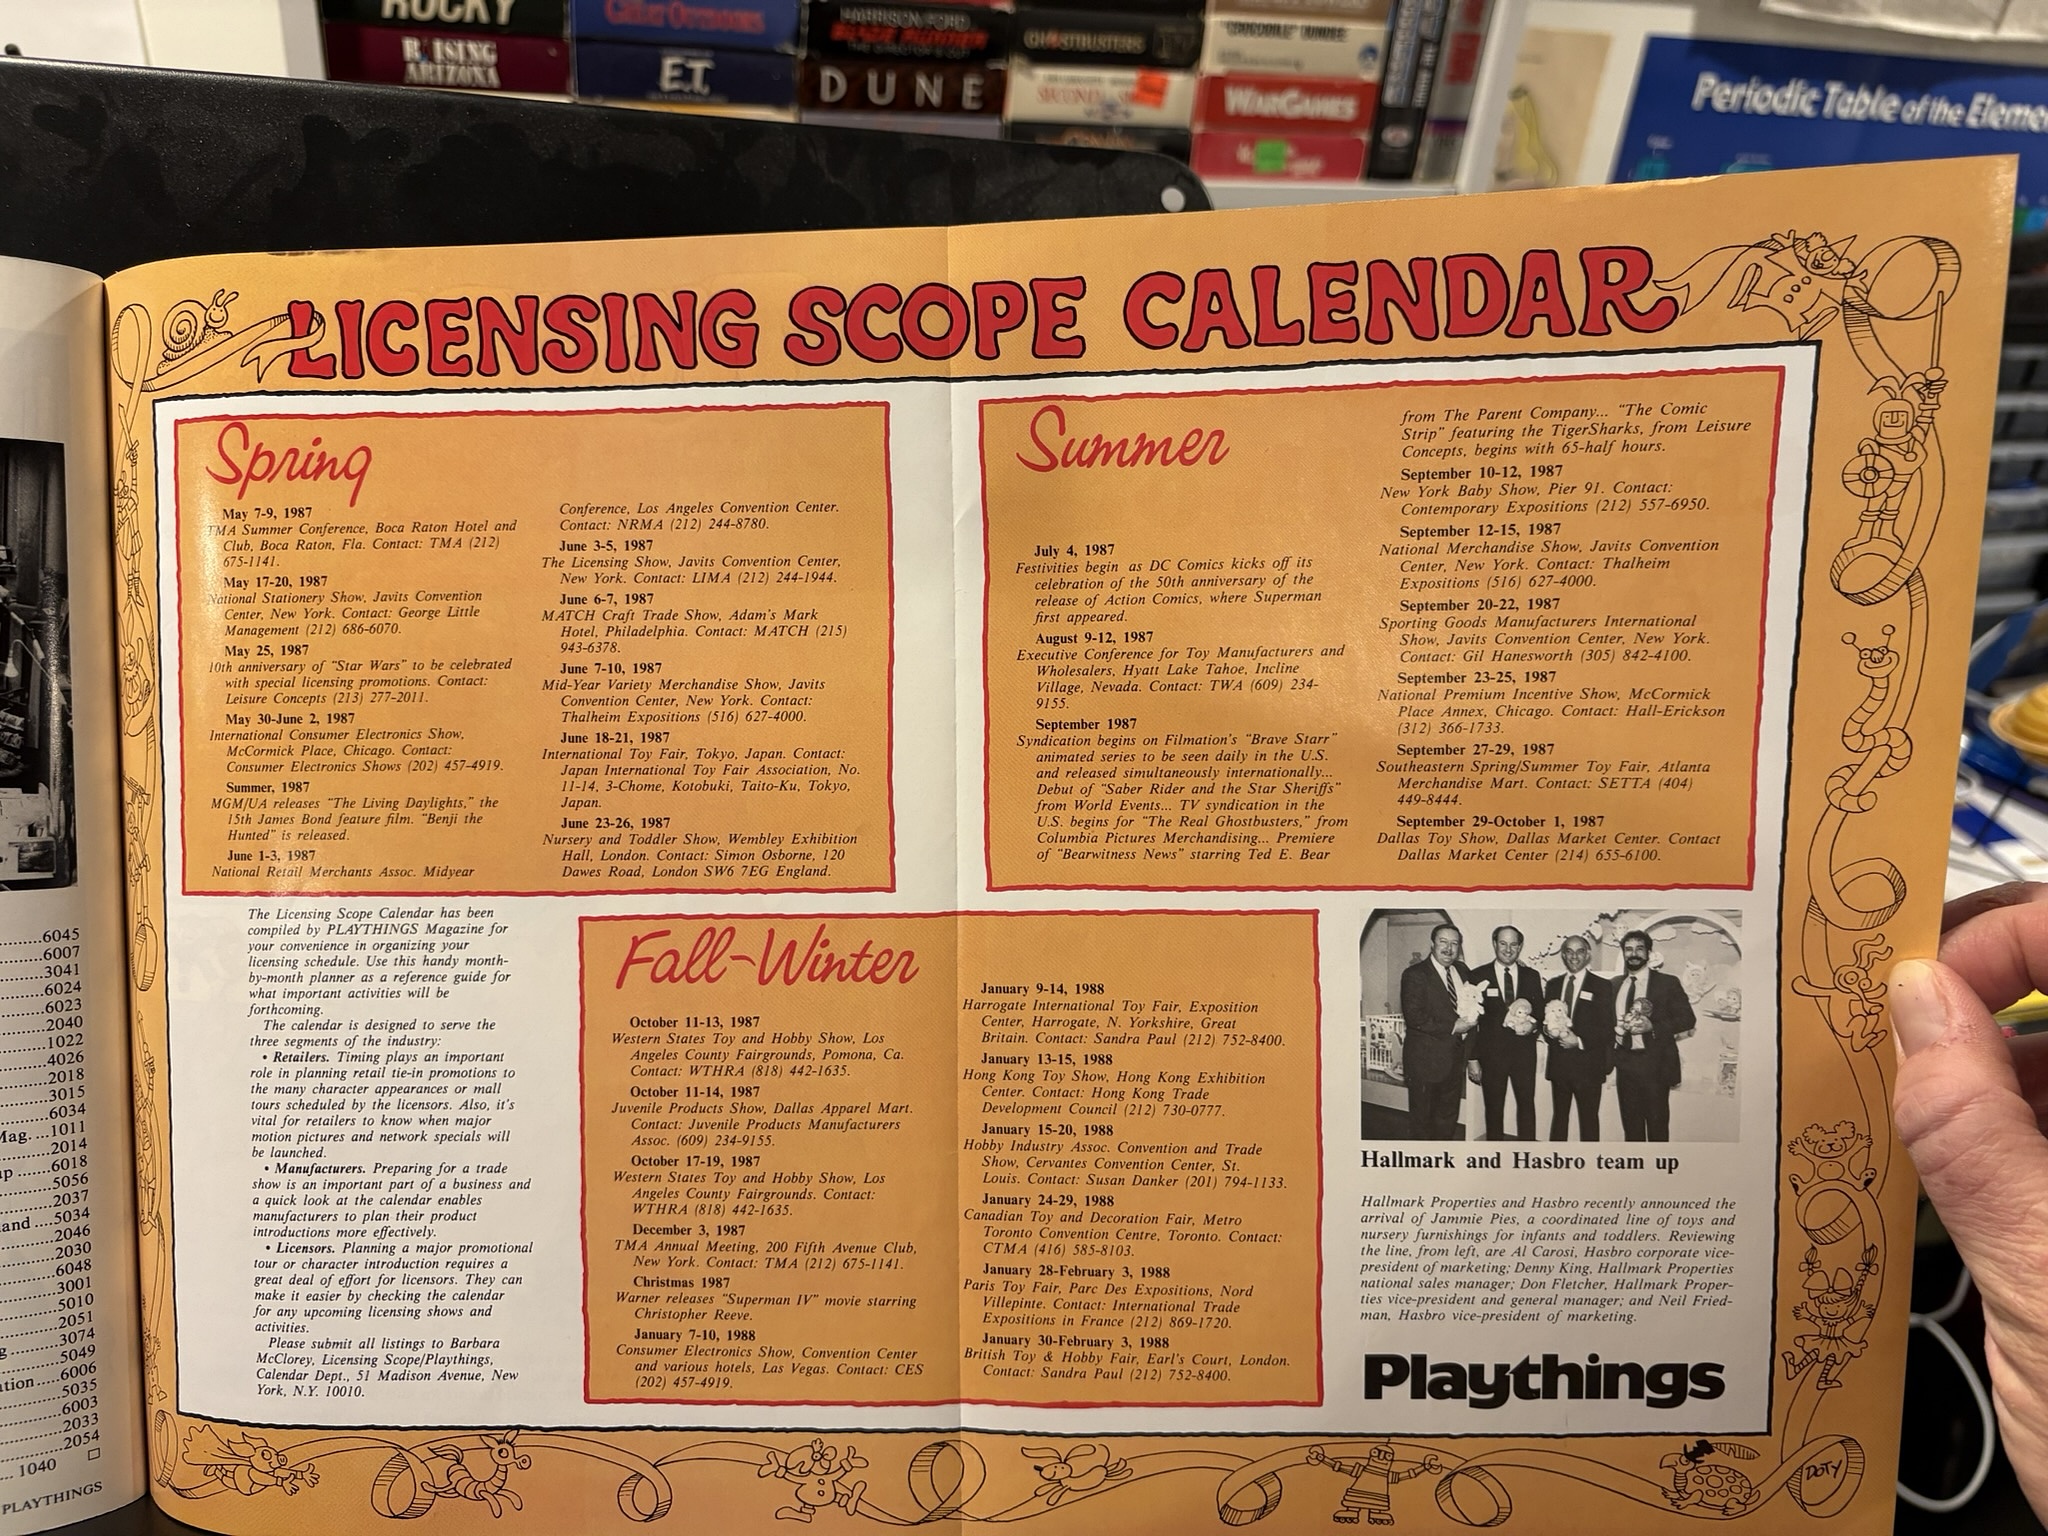 ROCKY
RAISING
ARIZONA
Great Outdoors
E.T.
HARRISON FORD
BLADE RUNNER
THE DIRECTOR'S CUT
DUNE
GHOSTBUSTERS
"CROCODILE" DUNDEE
WARGAMES
Periodic Table of the Eleme
LICENSING SCOPE CALENDAR
Spring
May 7-9, 1987
TMA Summer Conference, Boca Raton Hotel and
Club, Boca Raton, Fla. Contact: TMA (212)
675-1141.
May 17-20, 1987
National Stationery Show, Javits Convention
Center, New York. Contact: George Little
Management (212) 686-6070.
May 25, 1987
10th anniversary of "Star Wars" to be celebrated
with special licensing promotions. Contact:
Leisure Concepts (213) 277-2011.
May 30-June 2, 1987
International Consumer Electronics Show,
McCormick Place, Chicago. Contact:
Consumer Electronics Shows (202) 457-4919.
Summer, 1987
MGM/UA releases "The Living Daylights," the
15th James Bond feature film. "Benji the
Hunted" is released.
June 1-3, 1987
National Retail Merchants Assoc. Midyear
Conference, Los Angeles Convention Center.
Contact: NRMA (212) 244-8780.
June 3-5, 1987
The Licensing Show, Javits Convention Center,
New York. Contact: LIMA (212) 244-1944.
June 6-7, 1987
MATCH Craft Trade Show, Adam's Mark
Hotel, Philadelphia. Contact: MATCH (215)
943-6378.
June 7-10, 1987
Mid-Year Variety Merchandise Show, Javits
Convention Center, New York. Contact:
Thalheim Expositions (516) 627-4000.
June 18-21, 1987
International Toy Fair, Tokyo, Japan. Contact:
Japan International Toy Fair Association, No.
11-14, 3-Chome, Kotobuki, Taito-Ku, Tokyo,
Japan.
June 23-26, 1987
Nursery and Toddler Show, Wembley Exhibition
Hall, London. Contact: Simon Osborne, 120
Dawes Road, London SW6 7EG England.
Summer
July 4, 1987
Festivities begin as DC Comics kicks off its
celebration of the 50th anniversary of the
release of Action Comics, where Superman
first appeared.
August 9-12, 1987
Executive Conference for Toy Manufacturers and
Wholesalers, Hyatt Lake Tahoe, Incline
Village, Nevada. Contact: TWA (609) 234-
9155.
September 1987
Syndication begins on Filmation's "Brave Starr"
animated series to be seen daily in the U.S.
and released simultaneously internationally...
Debut of "Saber Rider and the Star Sheriffs"
from World Events... TV syndication in the
U.S. begins for "The Real Ghostbusters," from
Columbia Pictures Merchandising... Premiere
of "Bearwitness News" starring Ted E. Bear
from The Parent Company... "The Comic
Strip" featuring the TigerSharks, from Leisure
Concepts, begins with 65-half hours.
September 10-12, 1987
New York Baby Show, Pier 91. Contact:
Contemporary Expositions (212) 557-6950.
September 12-15, 1987
National Merchandise Show, Javits Convention
Center, New York. Contact: Thalheim
Expositions (516) 627-4000.
September 20-22, 1987
Sporting Goods Manufacturers International
Show, Javits Convention Center, New York.
Contact: Gil Hanesworth (305) 842-4100.
September 23-25, 1987
National Premium Incentive Show, McCormick
Place Annex, Chicago. Contact: Hall-Erickson
(312) 366-1733.
September 27-29, 1987
Southeastern Spring/Summer Toy Fair, Atlanta
Merchandise Mart. Contact: SETTA (404)
449-8444.
September 29-October 1, 1987
Dallas Toy Show, Dallas Market Center. Contact
Dallas Market Center (214) 655-6100.
The Licensing Scope Calendar has been
compiled by PLAYTHINGS Magazine for
your convenience in organizing your
licensing schedule. Use this handy month-
by-month planner as a reference guide for
what important activities will be
forthcoming.
The calendar is designed to serve the
three segments of the industry:
• Retailers. Timing plays an important
role in planning retail tie-in promotions to
the many character appearances or mall
tours scheduled by the licensors. Also, it's
vital for retailers to know when major
motion pictures and network specials will
be launched.
• Manufacturers. Preparing for a trade
show is an important part of a business and
a quick look at the calendar enables
manufacturers to plan their product
introductions more effectively.
• Licensors. Planning a major promotional
tour or character introduction requires a
great deal of effort for licensors. They can
make it easier by checking the calendar
for any upcoming licensing shows and
activities.
Please submit all listings to Barbara
McClorey, Licensing Scope/Playthings,
Calendar Dept., 51 Madison Avenue, New
York, N.Y. 10010.
Fall-Winter
October 11-13, 1987
Western States Toy and Hobby Show, Los
Angeles County Fairgrounds, Pomona, Ca.
Contact: WTHRA (818) 442-1635.
October 11-14, 1987
Juvenile Products Show, Dallas Apparel Mart.
Contact: Juvenile Products Manufacturers
Assoc. (609) 234-9155.
October 17-19, 1987
Western States Toy and Hobby Show, Los
Angeles County Fairgrounds. Contact:
WTHRA (818) 442-1635.
December 3, 1987
TMA Annual Meeting, 200 Fifth Avenue Club,
New York. Contact: TMA (212) 675-1141.
Christmas 1987
Warner releases "Superman IV" movie starring
Christopher Reeve.
January 7-10, 1988
Consumer Electronics Show, Convention Center
and various hotels, Las Vegas. Contact: CES
(202) 457-4919.
January 9-14, 1988
Harrogate International Toy Fair, Exposition
Center, Harrogate, N. Yorkshire, Great
Britain. Contact: Sandra Paul (212) 752-8400.
January 13-15, 1988
Hong Kong Toy Show, Hong Kong Exhibition
Center. Contact: Hong Kong Trade
Development Council (212) 730-0777.
January 15-20, 1988
Hobby Industry Assoc. Convention and Trade
Show, Cervantes Convention Center, St.
Louis. Contact: Susan Danker (201) 794-1133.
January 24-29, 1988
Canadian Toy and Decoration Fair, Metro
Toronto Convention Centre, Toronto. Contact:
CTMA (416) 585-8103.
January 28-February 3, 1988
Paris Toy Fair, Parc Des Expositions, Nord
Villepinte. Contact: International Trade
Expositions in France (212) 869-1720.
January 30-February 3, 1988
British Toy & Hobby Fair, Earl's Court, London.
Contact: Sandra Paul (212) 752-8400.
Hallmark and Hasbro team up
Hallmark Properties and Hasbro recently announced the
arrival of Jammie Pies, a coordinated line of toys and
nursery furnishings for infants and toddlers. Reviewing
the line, from left, are Al Carosi, Hasbro corporate vice-
president of marketing; Denny King, Hallmark Properties
national sales manager; Don Fletcher, Hallmark Proper-
ties vice-president and general manager; and Neil Fried-
man, Hasbro vice-president of marketing.
Playthings
DOTY
6045
6007
3041
6024
6023
2040
1022
4026
2018
3015
6034
Mag. ...1011
2014
6018
5056
2037
5034
2046
2030
6048
3001
5010
2051
3074
5049
6006
5035
6003
2033
2054
1040
PLAYTHINGS